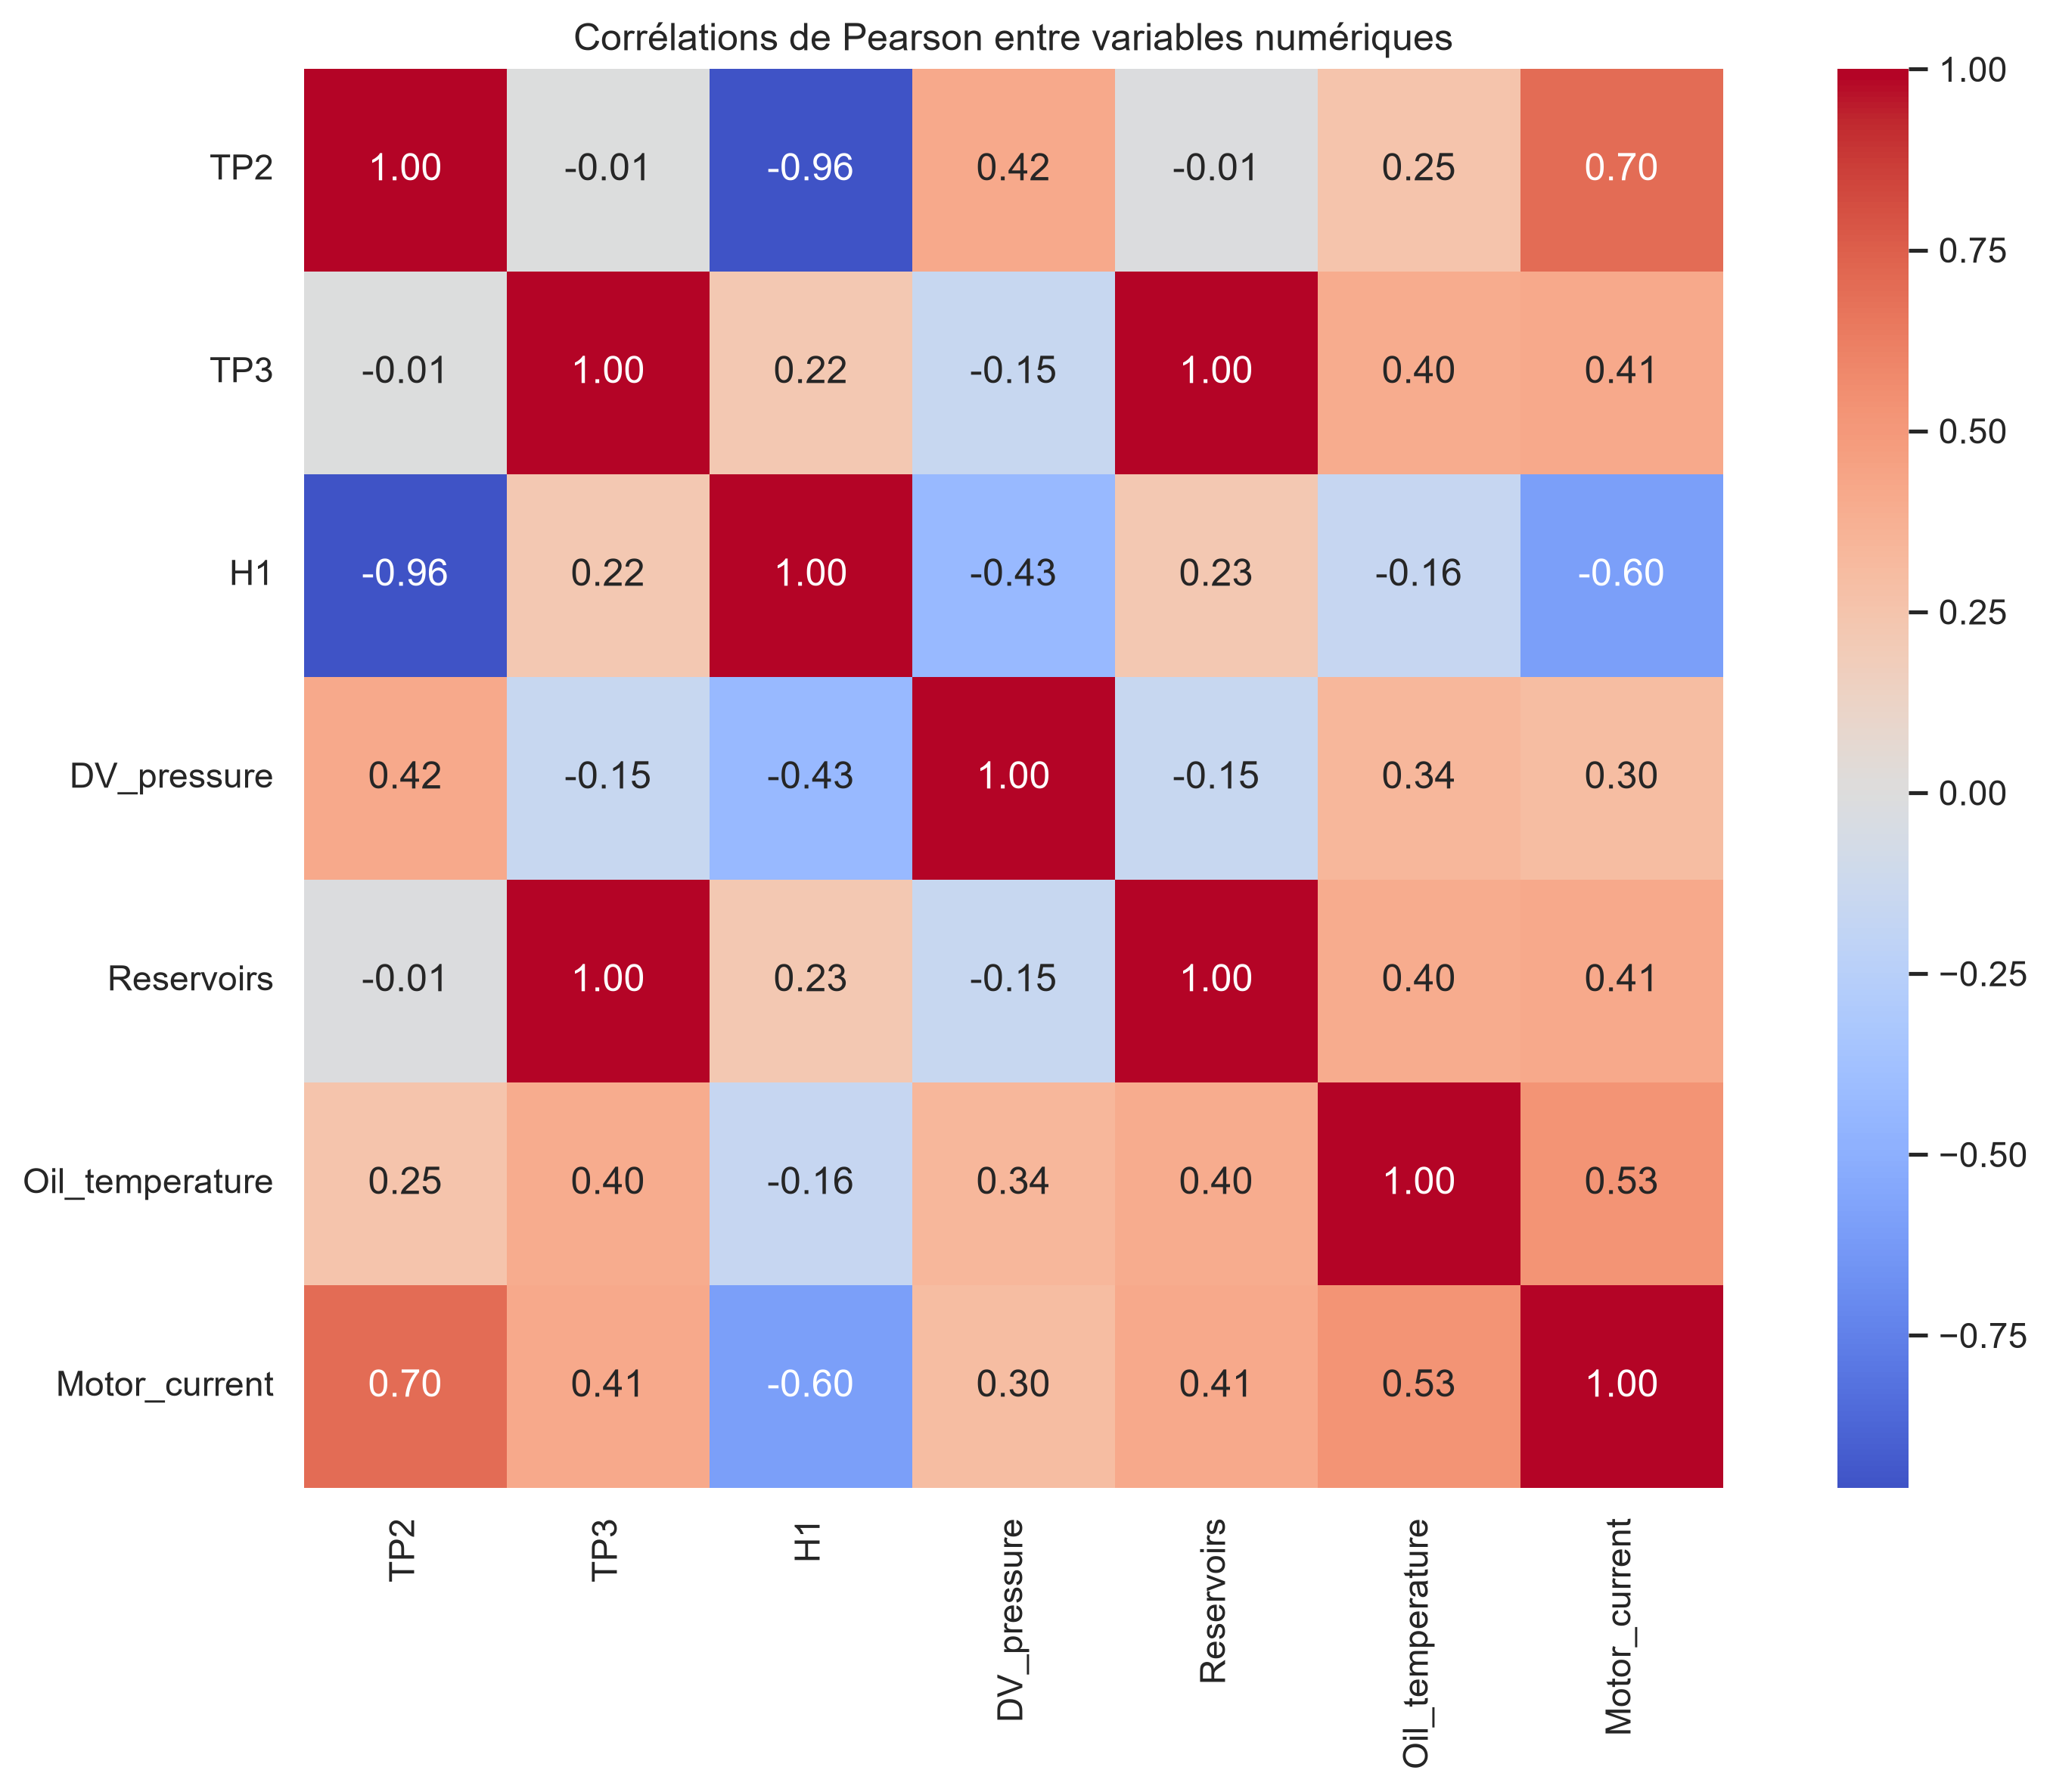 Corrélations de Pearson entre variables numériques
TP2 1.00 -0.01 -0.96 0.42 -0.01 0.25 0.70
TP3 -0.01 1.00 0.22 -0.15 1.00 0.40 0.41
H1 -0.96 0.22 1.00 -0.43 0.23 -0.16 -0.60
DV_pressure 0.42 -0.15 -0.43 1.00 -0.15 0.34 0.30
Reservoirs -0.01 1.00 0.23 -0.15 1.00 0.40 0.41
Oil_temperature 0.25 0.40 -0.16 0.34 0.40 1.00 0.53
Motor_current 0.70 0.41 -0.60 0.30 0.41 0.53 1.00
TP2 TP3 H1 DV_pressure Reservoirs Oil_temperature Motor_current
1.00
0.75
0.50
0.25
0.00
−0.25
−0.50
−0.75